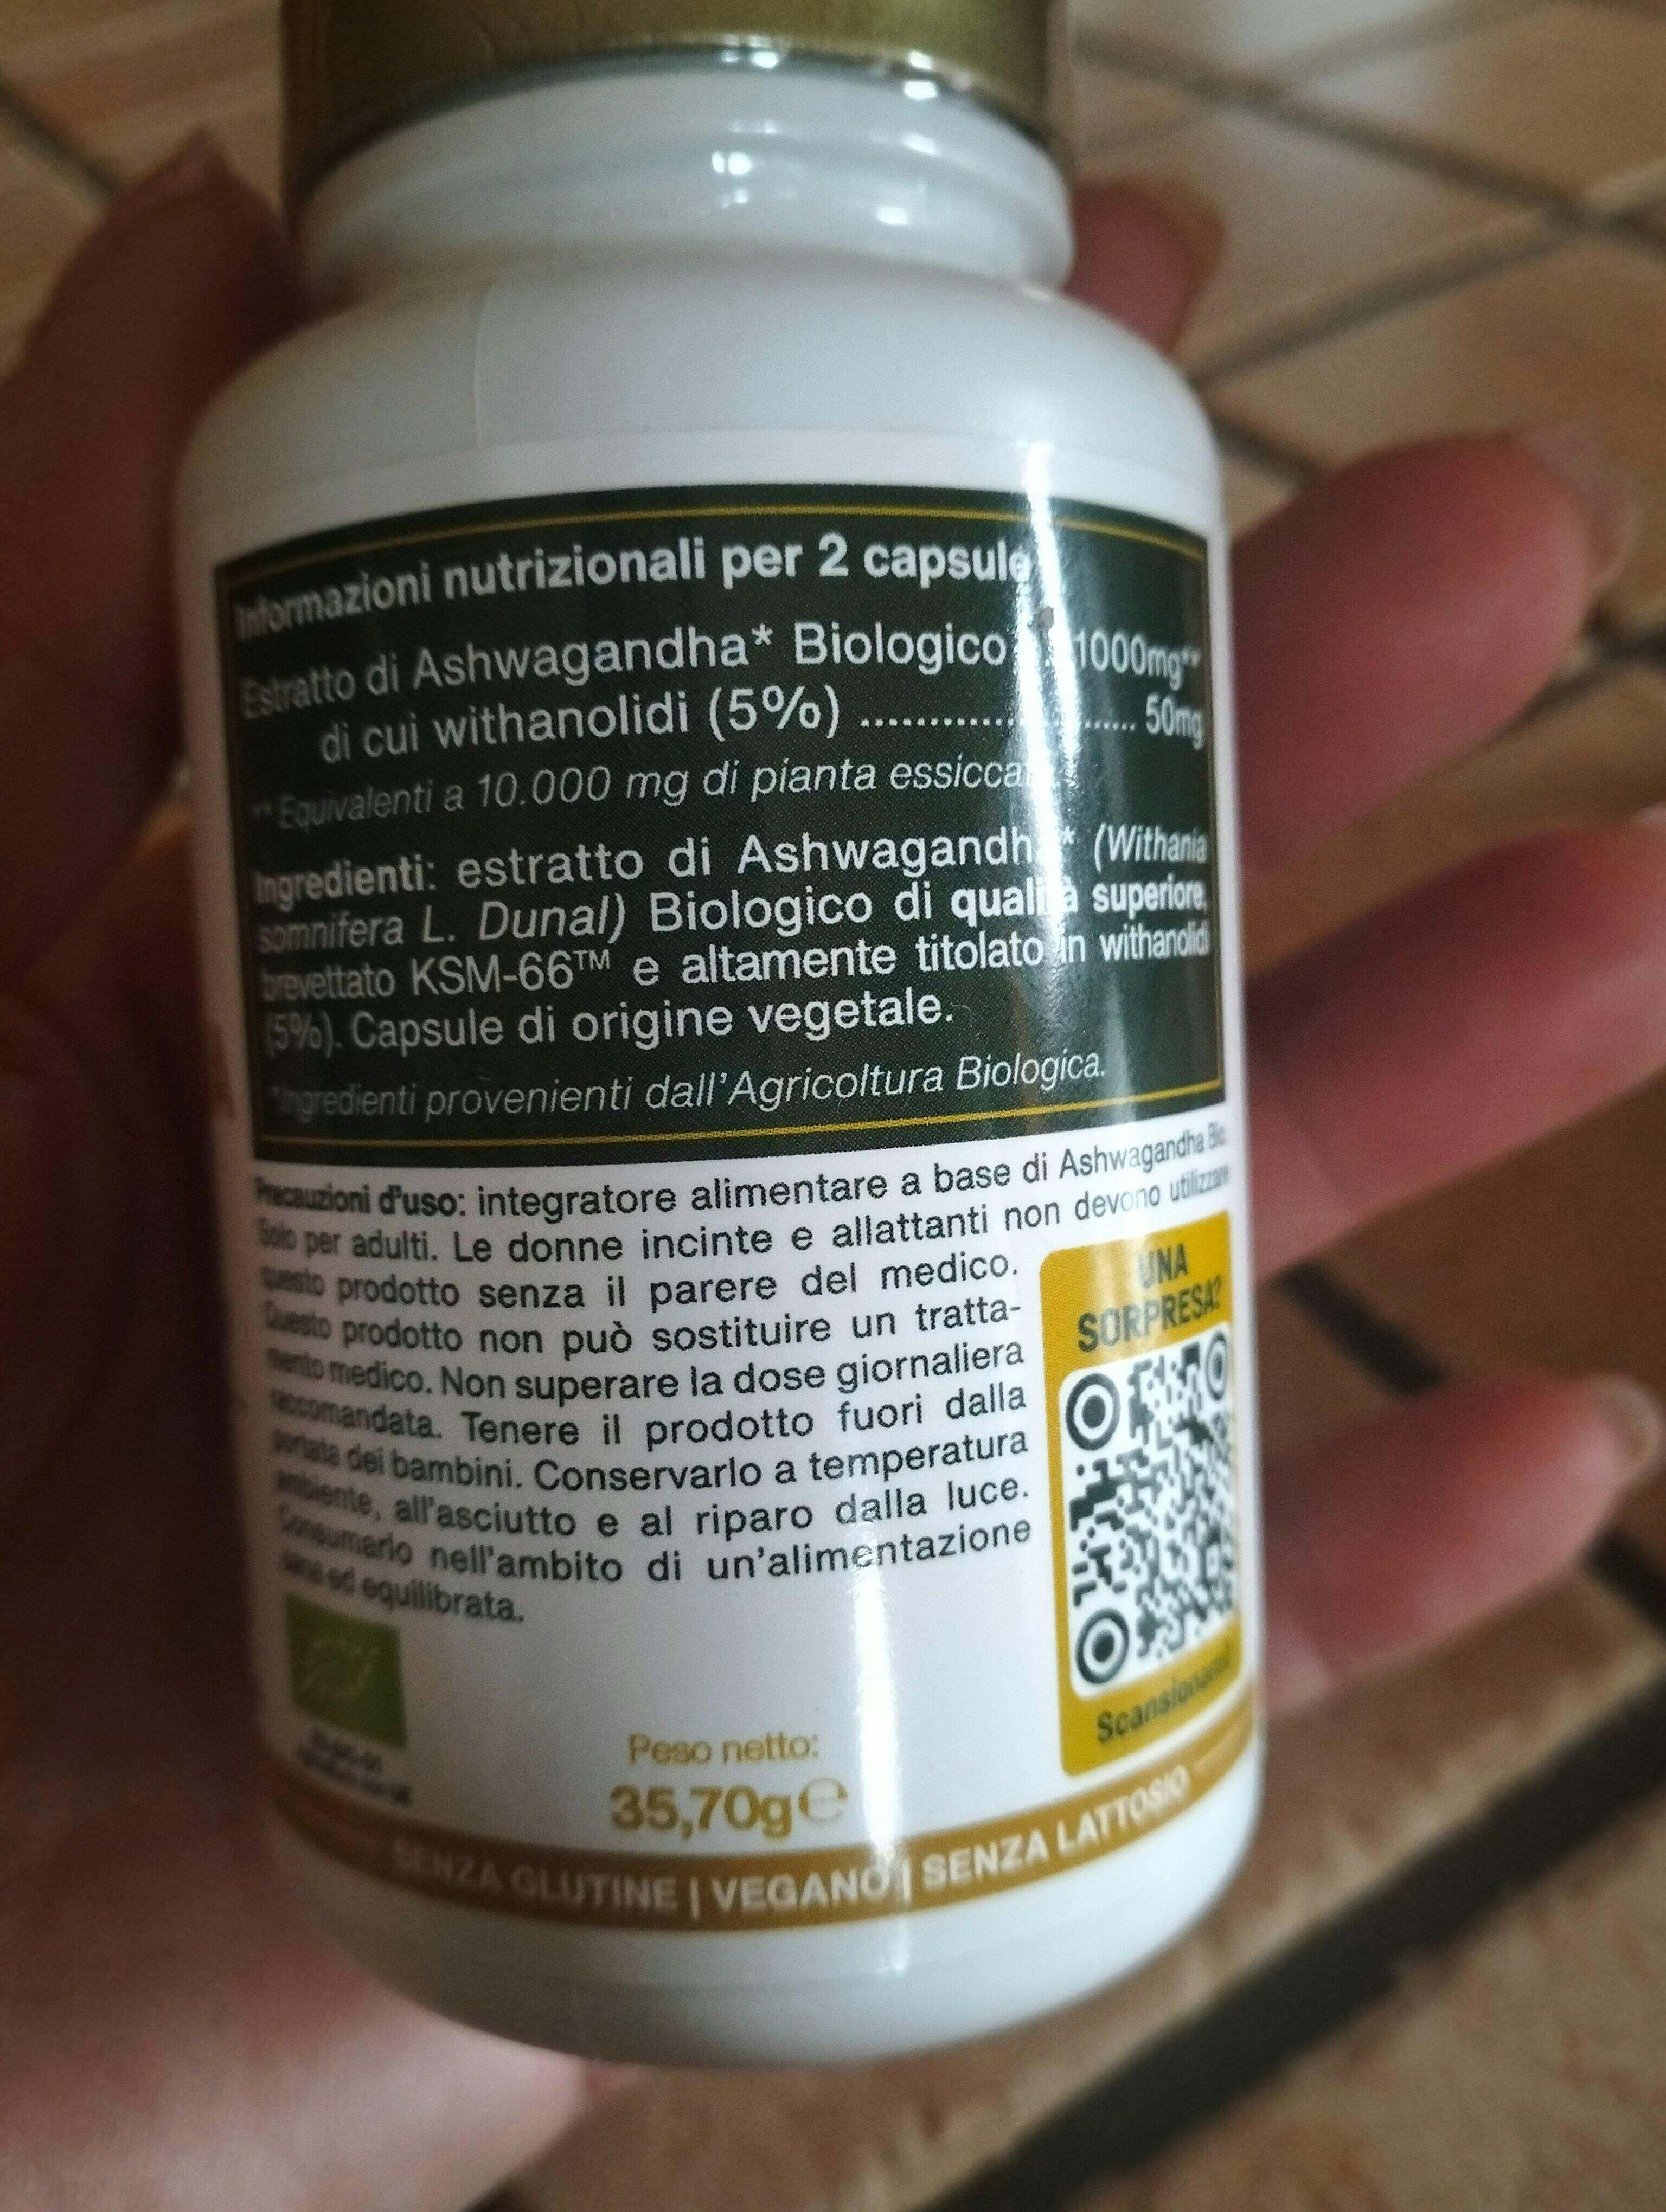 Informazioni nutrizionali per 2 capsule
Estratto di Ashwagandha* Biologico 1000mg**
di cui withanolidi (5%) ...................... 50mg
** Equivalenti a 10.000 mg di pianta
Ingredienti: estratto di Ashwagandha* (Withania
somnifera L. Dunal) Biologico di qualità superiore,
brevettato KSM-66™ e altamente titolato in withanolidi
(5%). Capsule di origine vegetale.
*Ingredienti provenienti dall'Agricoltura Biologica.
Precauzioni d'uso: integratore alimentare a base di Ashwagandha Bio.
Solo per adulti. Le donne incinte e allattanti non devono utilizzare
questo prodotto senza il parere del medico.
Questo prodotto non può sostituire un tratta-
mento medico. Non superare la dose giornaliera
raccomandata. Tenere il prodotto fuori dalla
portata dei bambini. Conservarlo a temperatura
ambiente, all'asciutto e al riparo dalla luce.
Consumarlo nell'ambito di un'alimentazione
sana ed equilibrata.
UNA
SORPRESA?
Scansionami!
Peso netto:
35,70g℮
SENZA GLUTINE | VEGANO | SENZA LATTOSIO